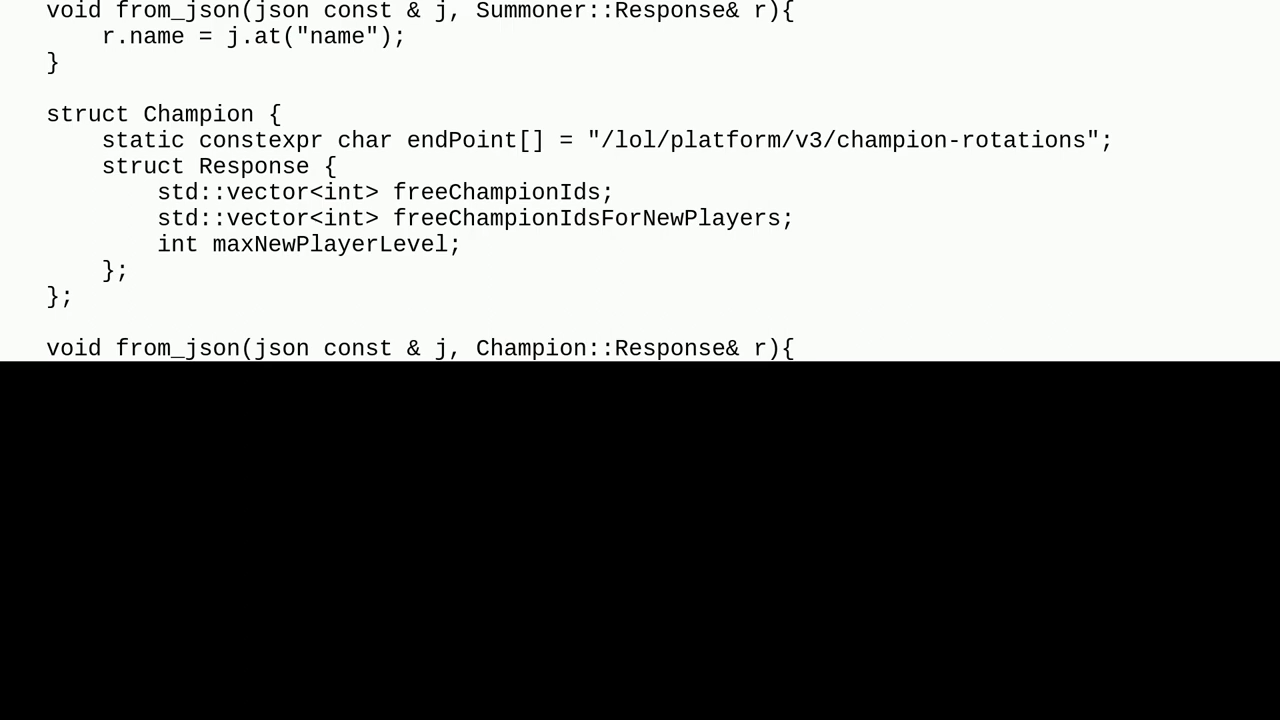 void from_json(json const & j, Summoner::Response& r){
    r.name = j.at("name");
}
struct Champion {
    static constexpr char endPoint[] = "/lol/platform/v3/champion-rotations";
    struct Response {
        std::vector<int> freeChampionIds;
        std::vector<int> freeChampionIdsForNewPlayers;
        int maxNewPlayerLevel;
    };
};
void from_json(json const & j, Champion::Response& r){